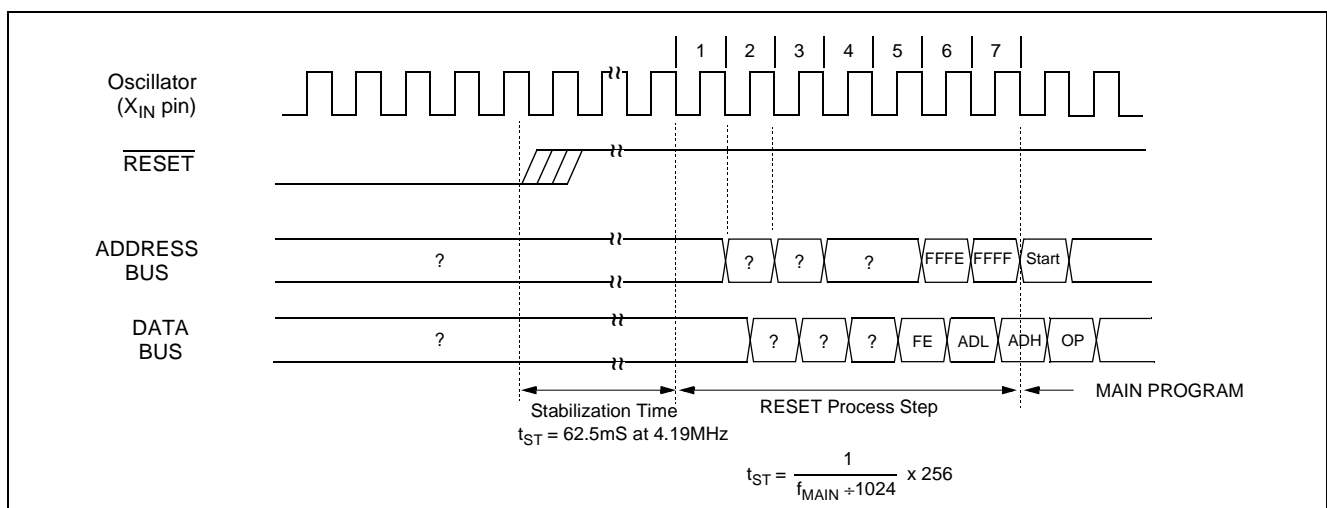 1 2 3 4 5 6 7
Oscillator
(XIN pin)
RESET
ADDRESS
BUS
? ? ? ? FFFE FFFF Start
DATA
BUS
? ? ? ? FE ADL ADH OP
Stabilization Time
tST = 62.5mS at 4.19MHz
RESET Process Step
MAIN PROGRAM
tST = 1 x 256
fMAIN ÷1024